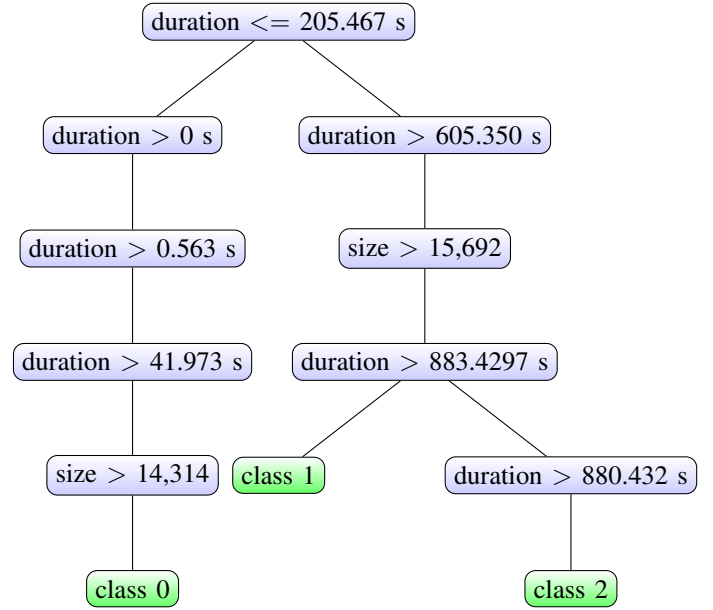 duration <= 205.467 s
duration > 0 s
duration > 605.350 s
duration > 0.563 s
size > 15,692
duration > 41.973 s
duration > 883.4297 s
size > 14,314
class 1
duration > 880.432 s
class 0
class 2